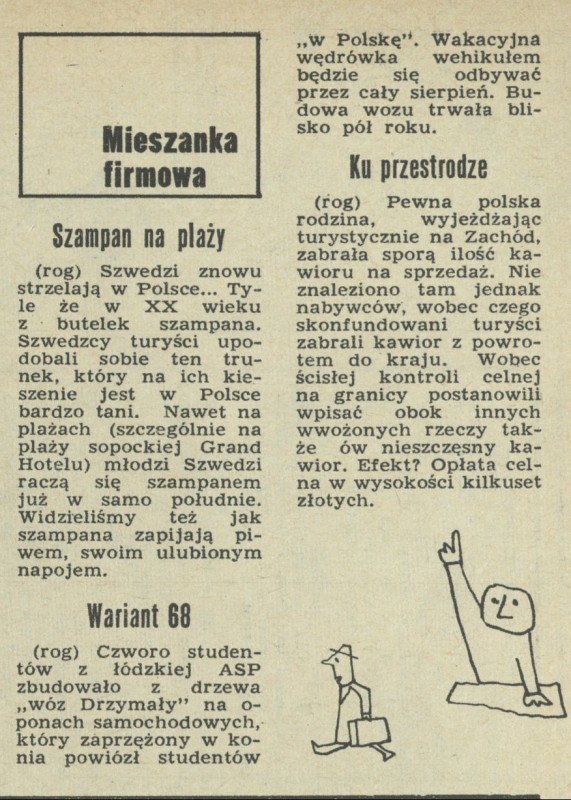 Mieszanka
firmowa
Szampan na plaży
(rog) Szwedzi znowu
strzelają w Polsce... Ty-
le że w XX wieku
z butelek szampana.
Szwedzcy turyści upo-
dobali sobie ten tru-
nek, który na ich kie-
szenie jest w Polsce
bardzo tani. Nawet na
plażach (szczególnie na
plaży sopockiej Grand
Hotelu) młodzi Szwedzi
raczą się szampanem
już w samo południe.
Widzieliśmy też jak
szampana zapijają pi-
wem, swoim ulubionym
napojem.
Wariant 68
(rog) Czworo studen-
tów z łódzkiej ASP
zbudowało z drzewa
„wóz Drzymały” na o-
ponach samochodowych,
który zaprzężony w ko-
nia powiózł studentów
„w Polskę”. Wakacyjna
wędrówka wehikułem
będzie się odbywać
przez cały sierpień. Bu-
dowa wozu trwała bli-
sko pół roku.
Ku przestrodze
(rog) Pewna polska
rodzina, wyjeżdżając
turystycznie na Zachód,
zabrała sporą ilość ka-
wioru na sprzedaż. Nie
znaleziono tam jednak
nabywców, wobec czego
skonfundowani turyści
zabrali kawior z powro-
tem do kraju. Wobec
ścisłej kontroli celnej
na granicy postanowili
wpisać obok innych
wwożonych rzeczy tak-
że ów nieszczęsny ka-
wior. Efekt? Opłata cel-
na w wysokości kilkuset
złotych.